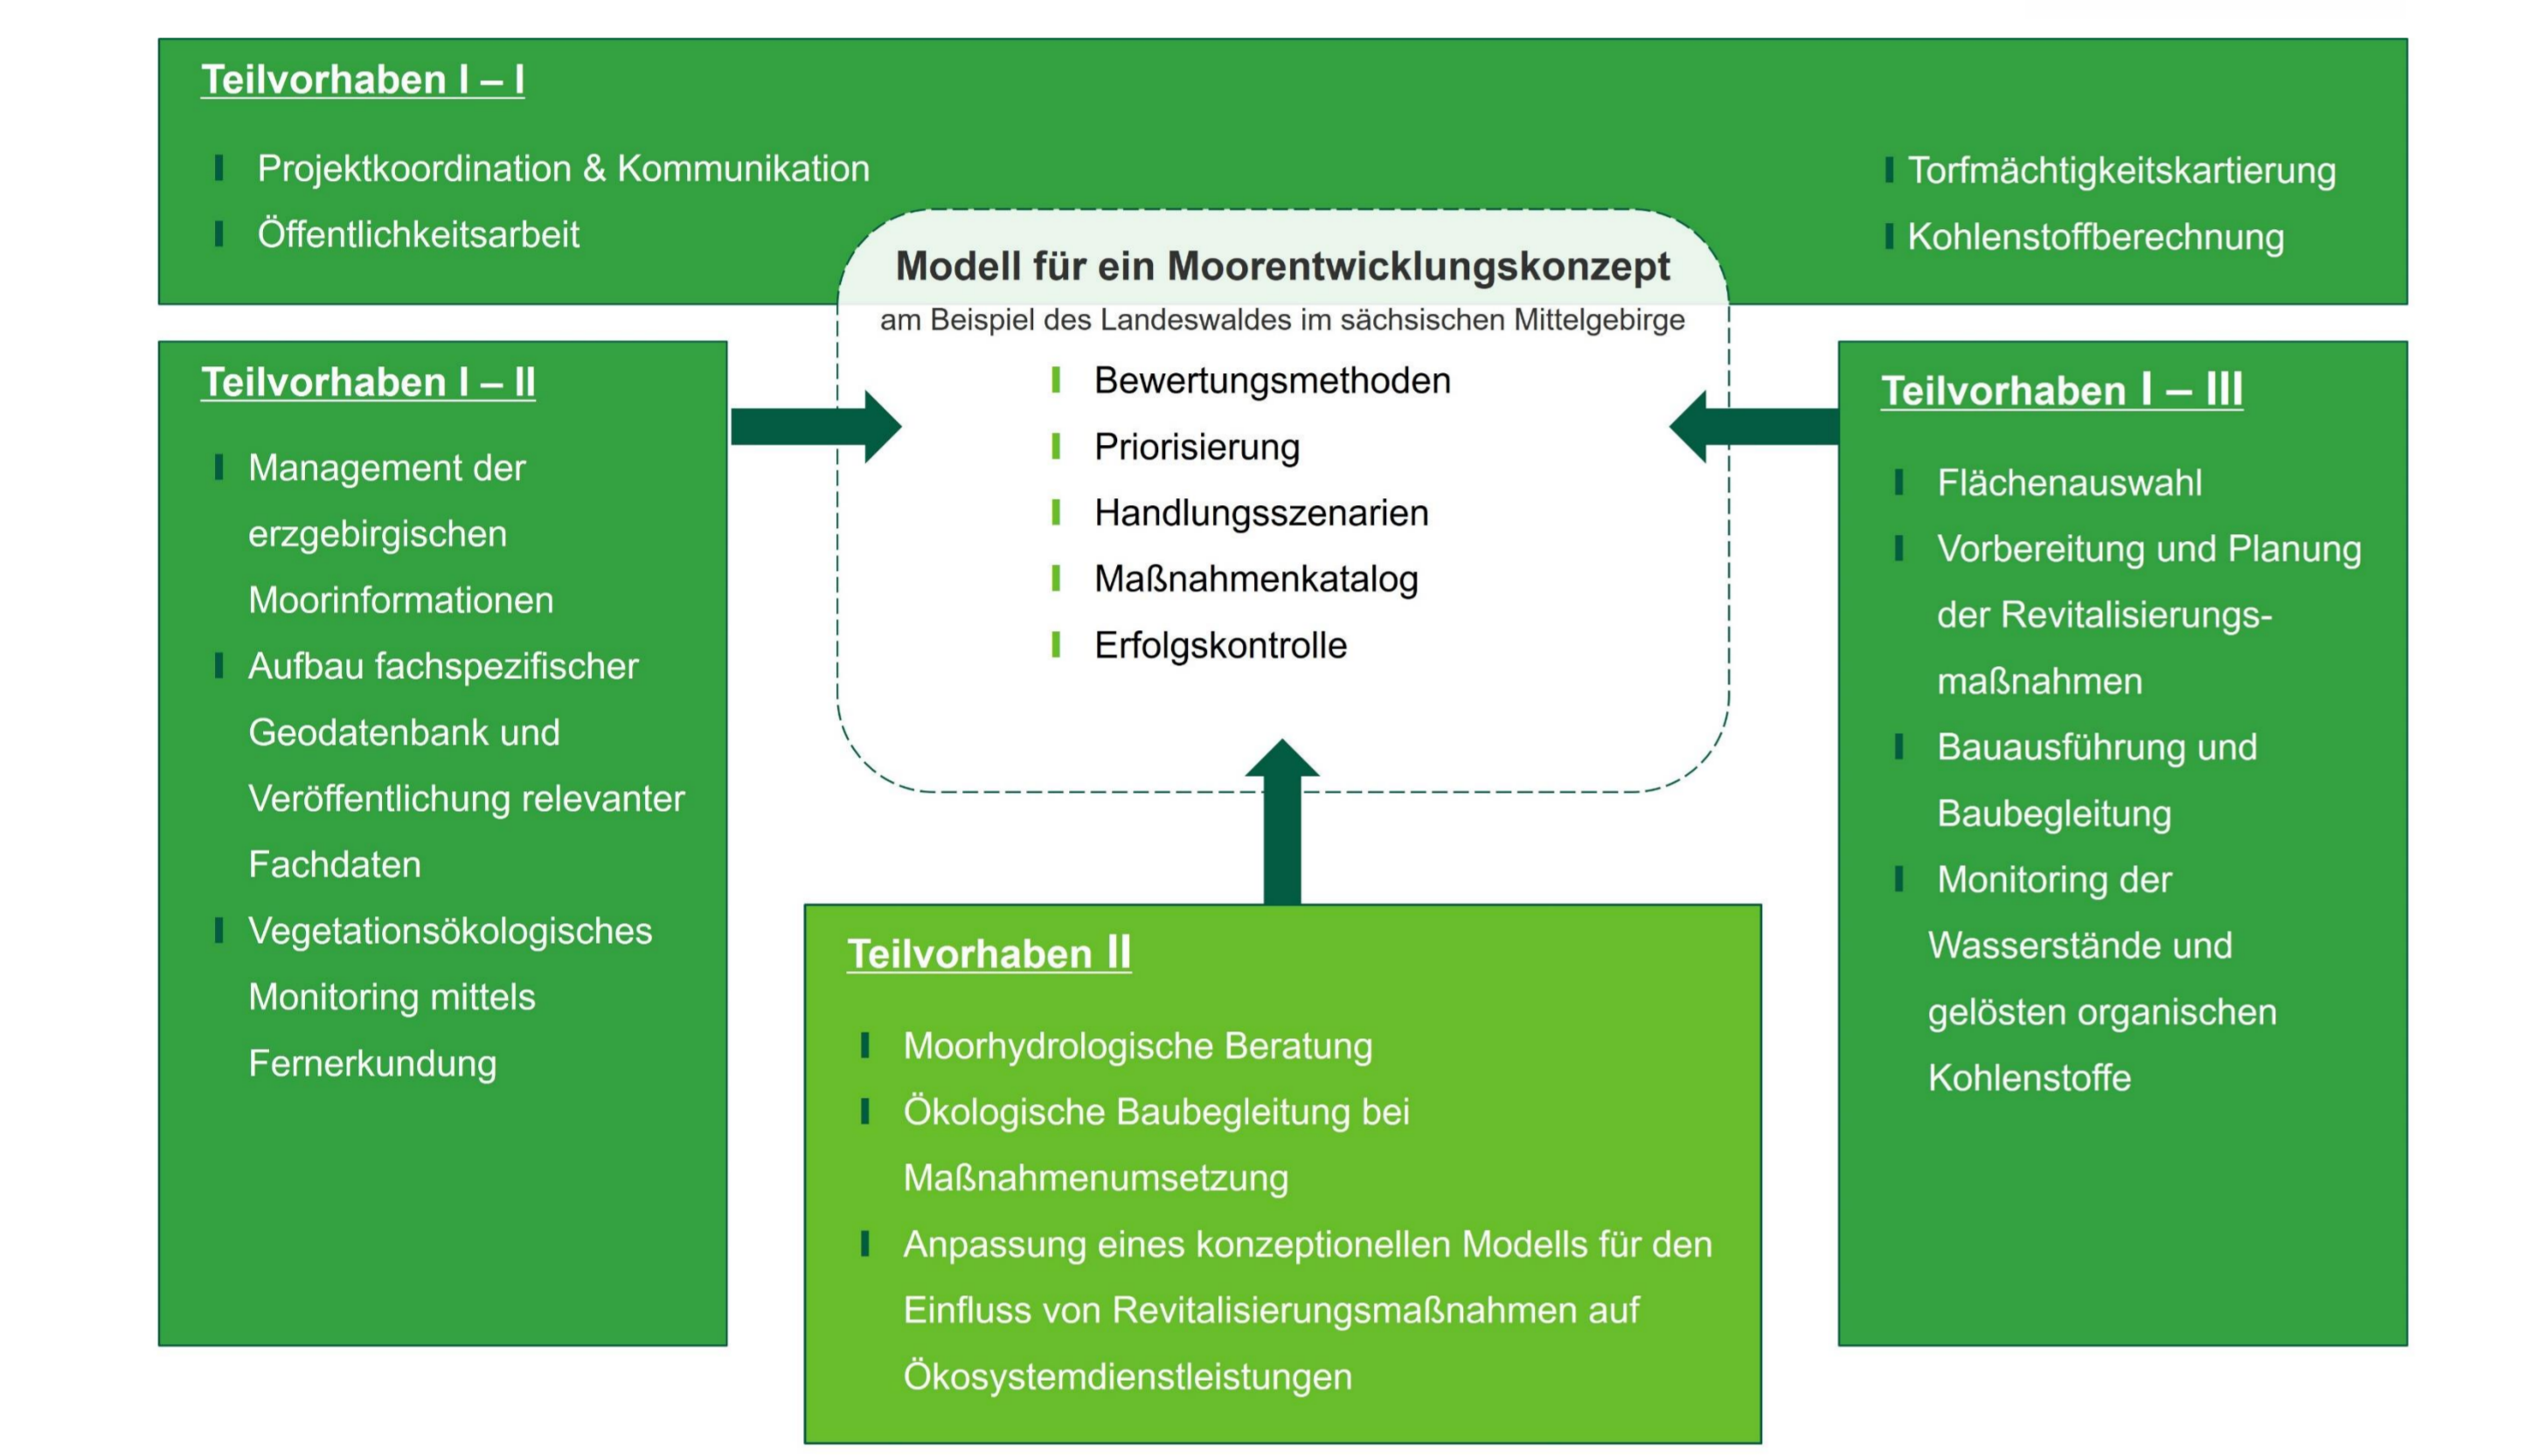 Teilvorhaben I – I
Projektkoordination & Kommunikation
Öffentlichkeitsarbeit
Torfmächtigkeitskartierung
Kohlenstoffberechnung
Modell für ein Moorentwicklungskonzept
am Beispiel des Landeswaldes im sächsischen Mittelgebirge
Bewertungsmethoden
Priorisierung
Handlungsszenarien
Maßnahmenkatalog
Erfolgskontrolle
Teilvorhaben I – II
Management der
erzgebirgischen
Moorinformationen
Aufbau fachspezifischer
Geodatenbank und
Veröffentlichung relevanter
Fachdaten
Vegetationsökologisches
Monitoring mittels
Fernerkundung
Teilvorhaben I – III
Flächenauswahl
Vorbereitung und Planung
der Revitalisierungs-
maßnahmen
Bauausführung und
Baubegleitung
Monitoring der
Wasserstände und
gelösten organischen
Kohlenstoffe
Teilvorhaben II
Moorhydrologische Beratung
Ökologische Baubegleitung bei
Maßnahmenumsetzung
Anpassung eines konzeptionellen Modells für den
Einfluss von Revitalisierungsmaßnahmen auf
Ökosystemdienstleistungen